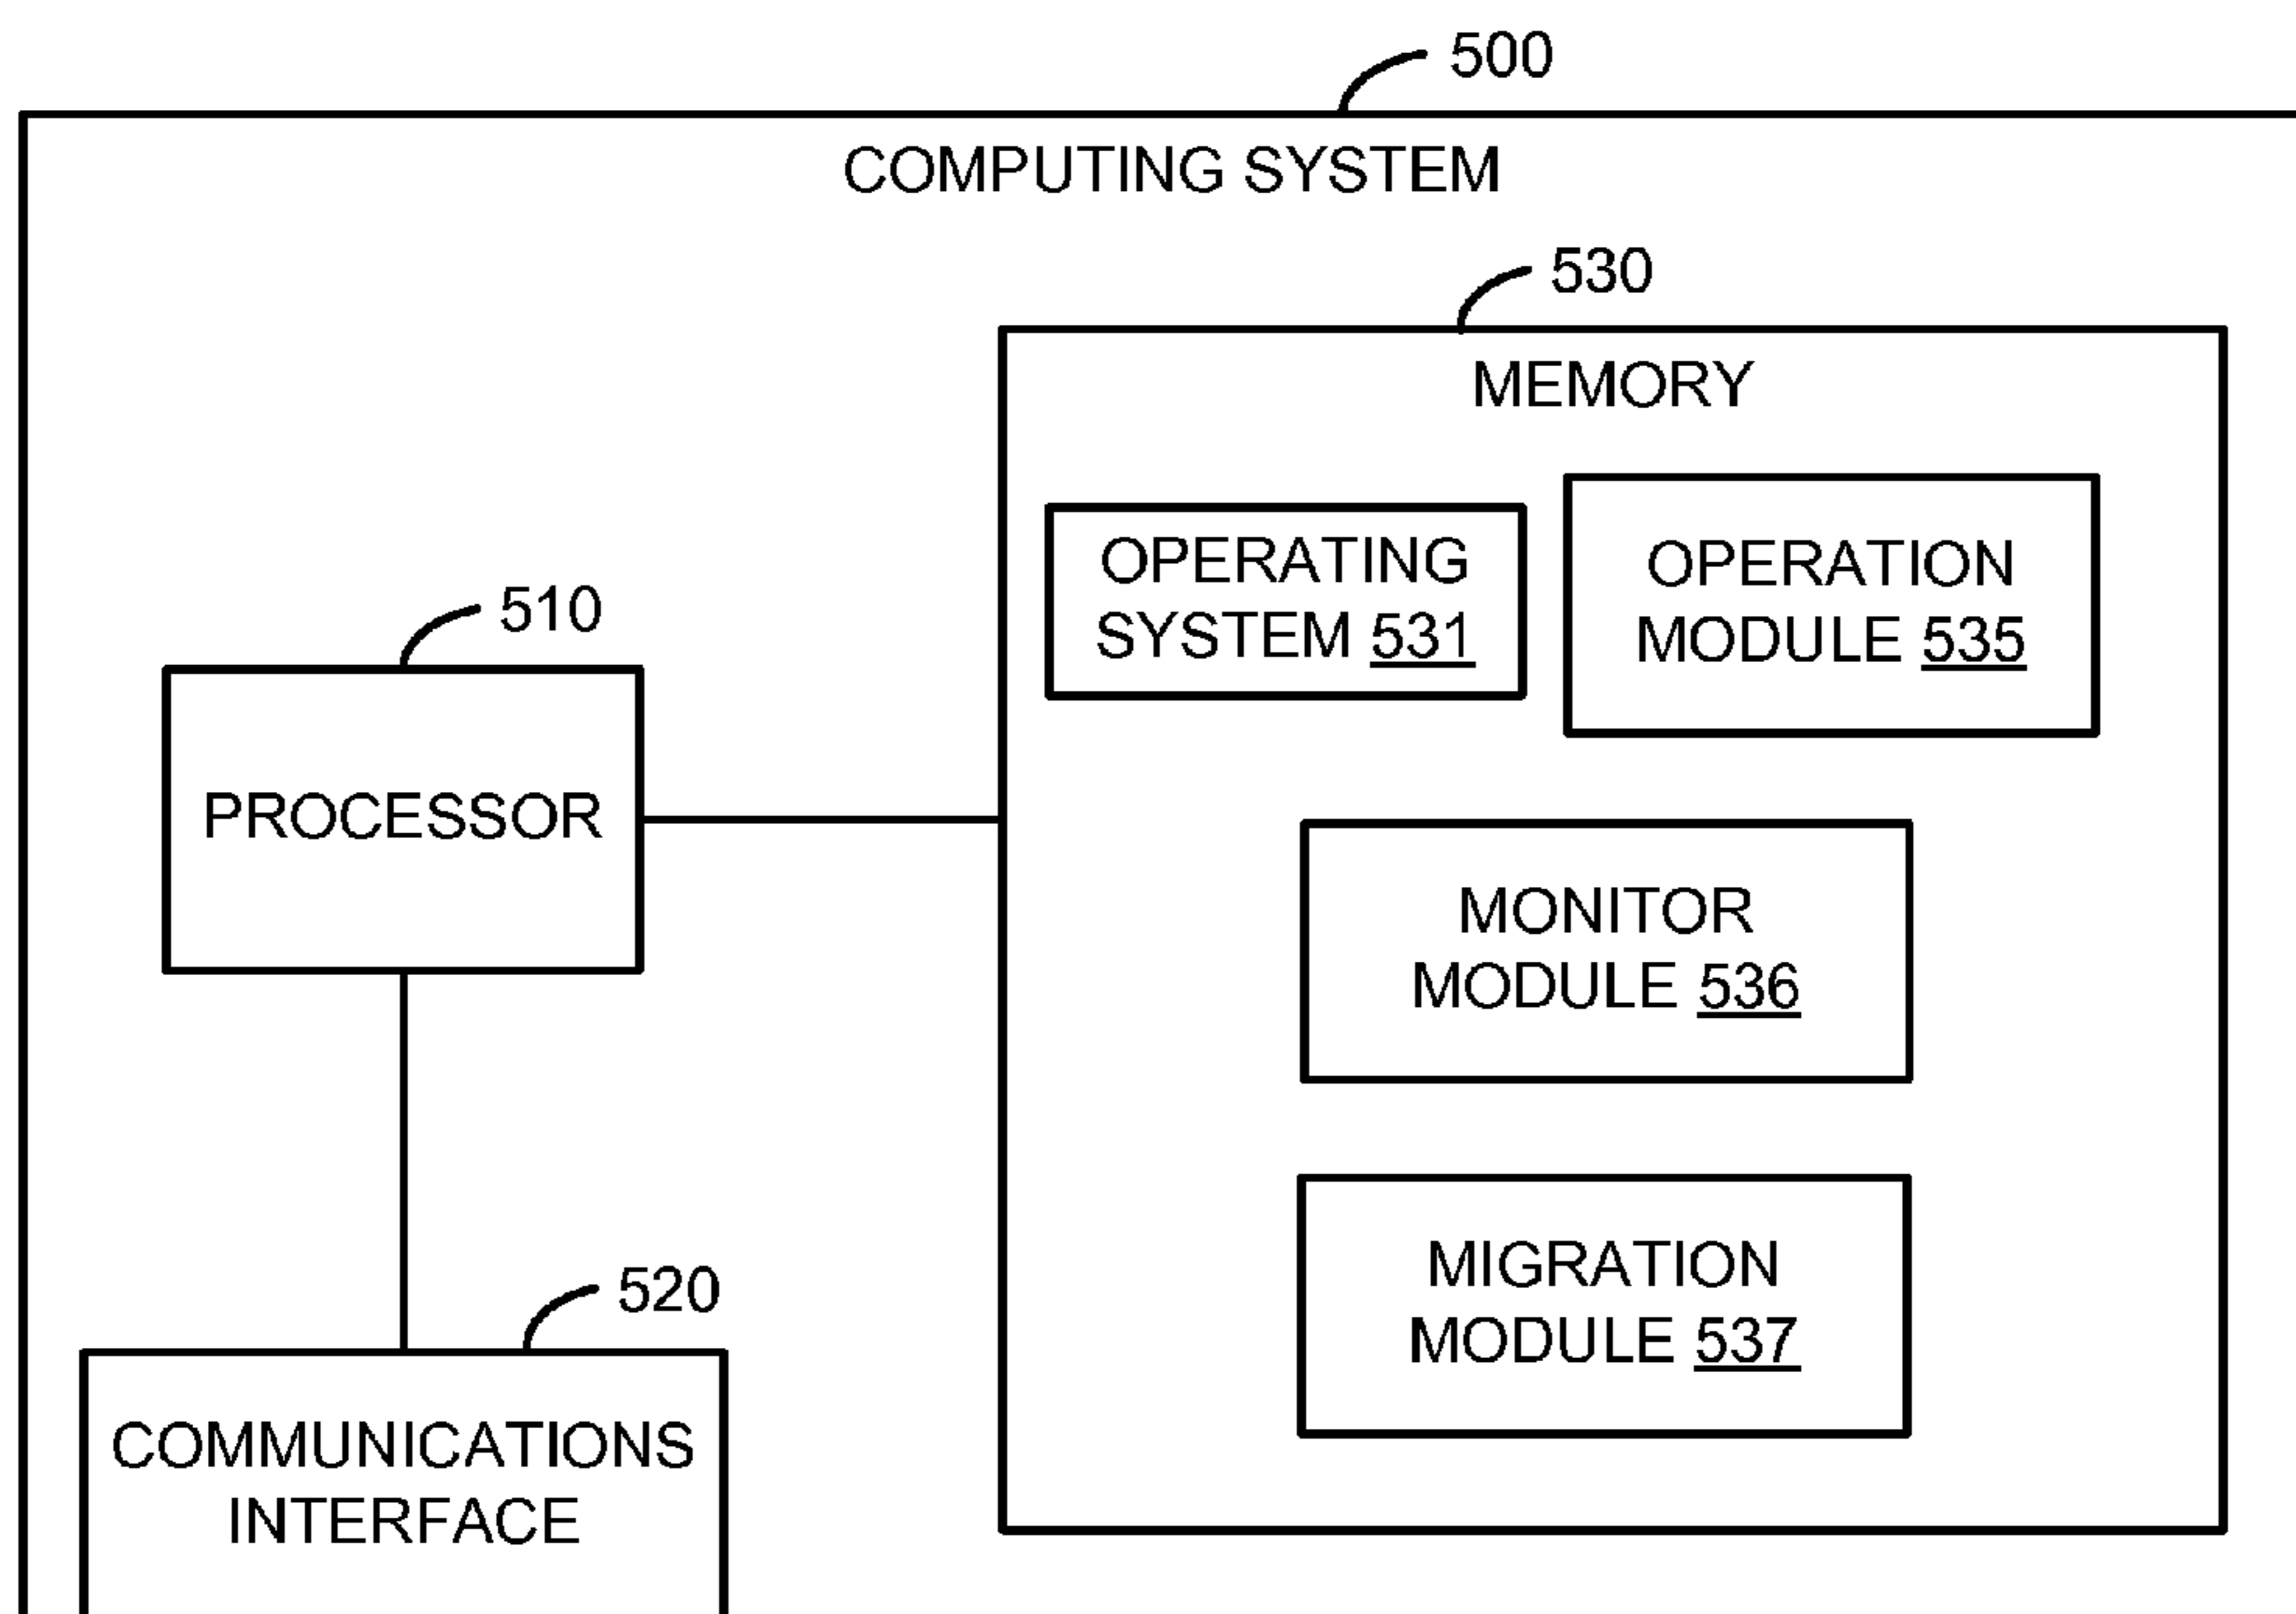 500
COMPUTING SYSTEM
530
MEMORY
OPERATING
SYSTEM 531
OPERATION
MODULE 535
510
PROCESSOR
MONITOR
MODULE 536
MIGRATION
MODULE 537
520
COMMUNICATIONS
INTERFACE